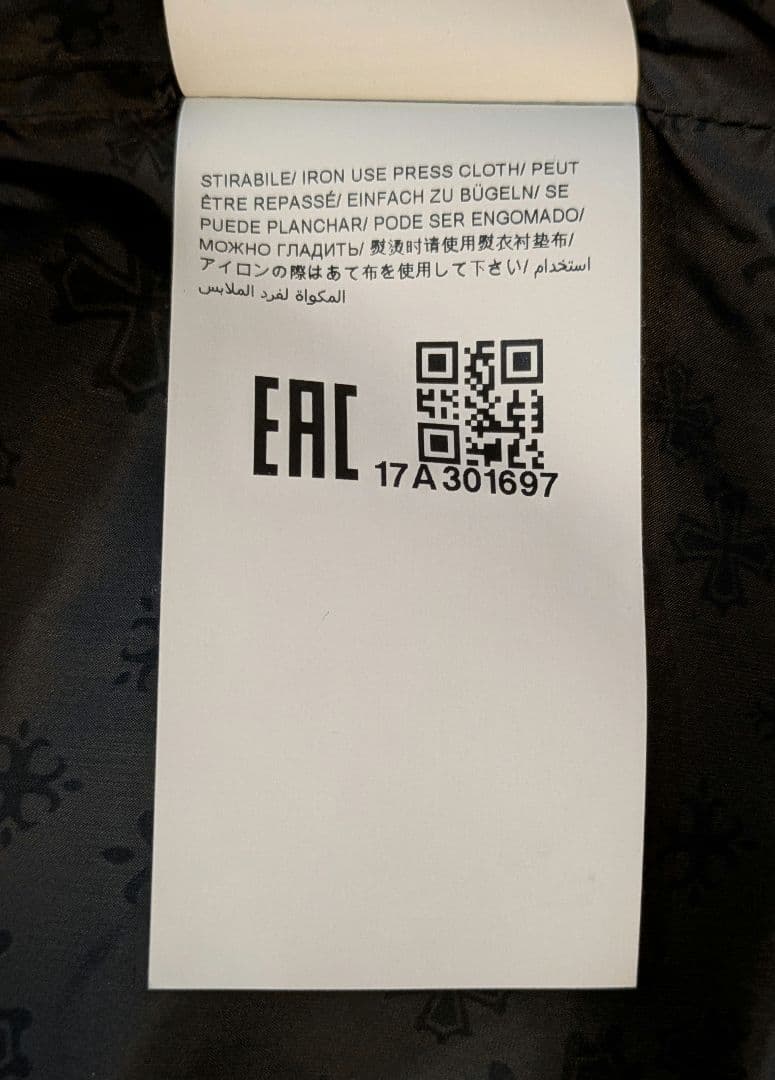 STIRABILE/ IRON USE PRESS CLOTH/ PEUT
ÊTRE REPASSÉ/ EINFACH ZU BÜGELN/ SE
PUEDE PLANCHAR/ PODE SER ENGOMADO/
МОЖНО ГЛАДИТЬ/ 熨烫时请使用熨衣衬垫布/
アイロンの際はあて布を使用して下さい/ استخدام
المكواة لفرد الملابس
EAC
17A301697